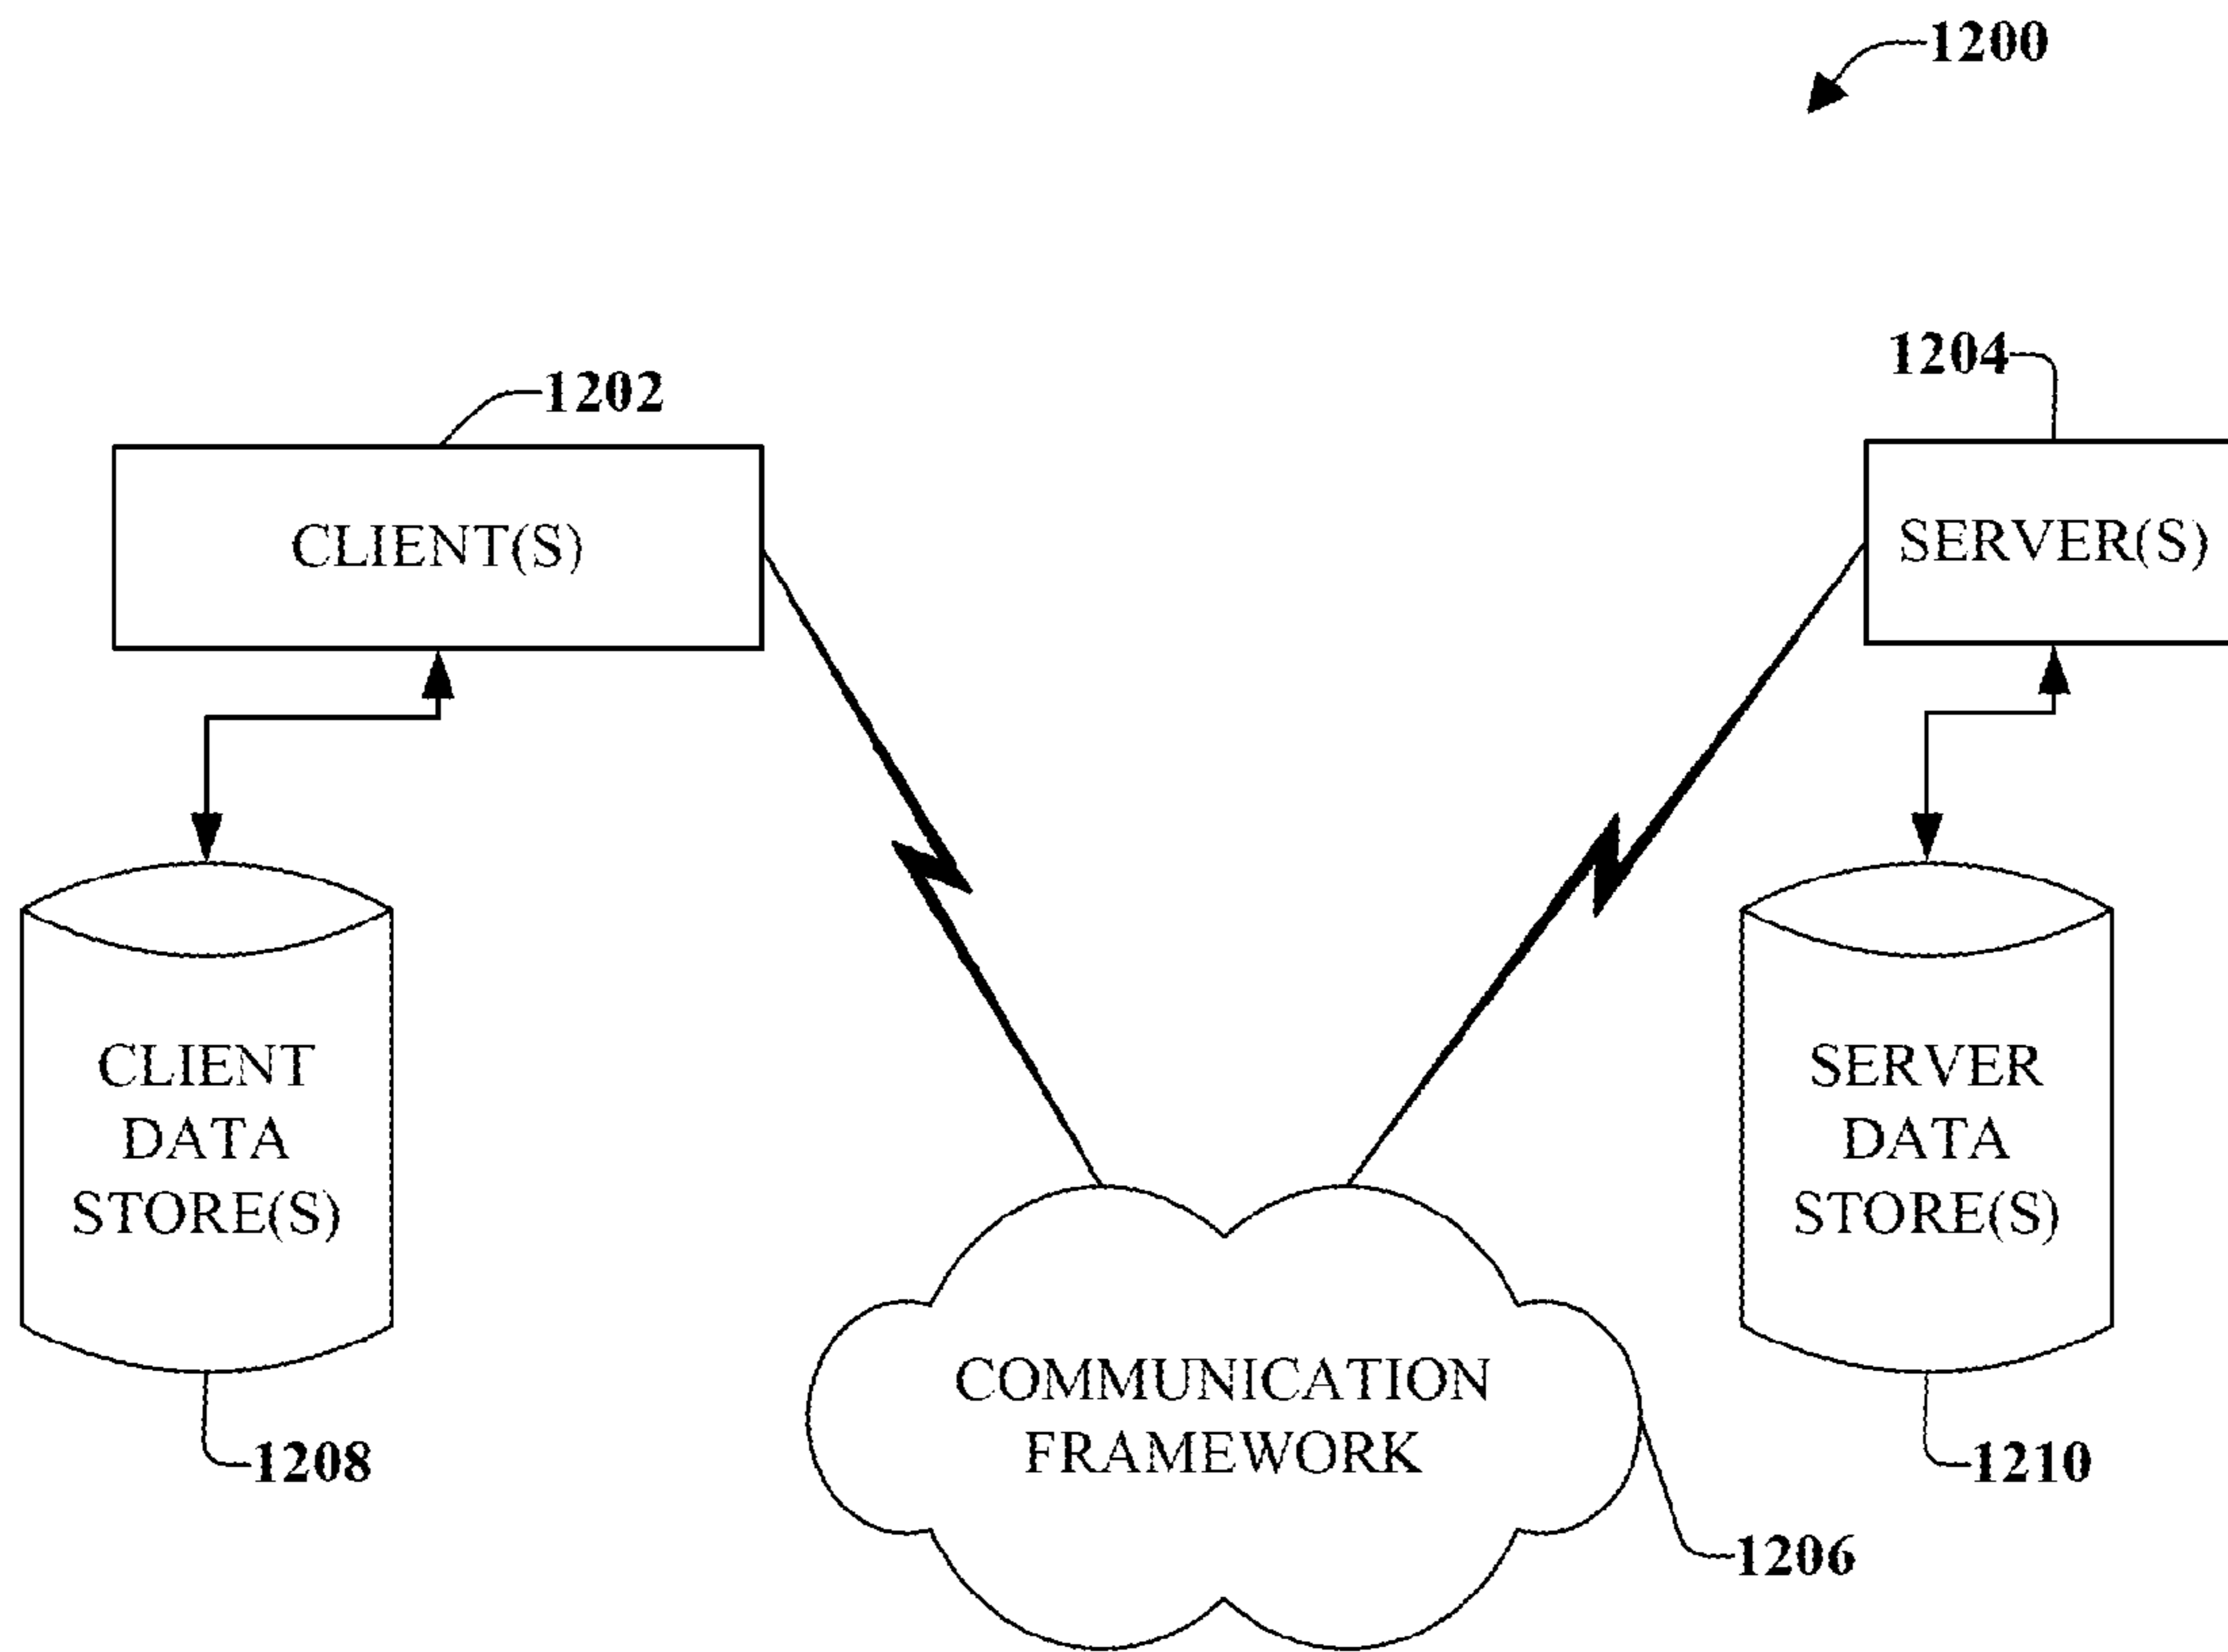 1200
1202
1204
CLIENT(S)
SERVER(S)
CLIENT
DATA
STORE(S)
SERVER
DATA
STORE(S)
COMMUNICATION
FRAMEWORK
1208
1210
1206